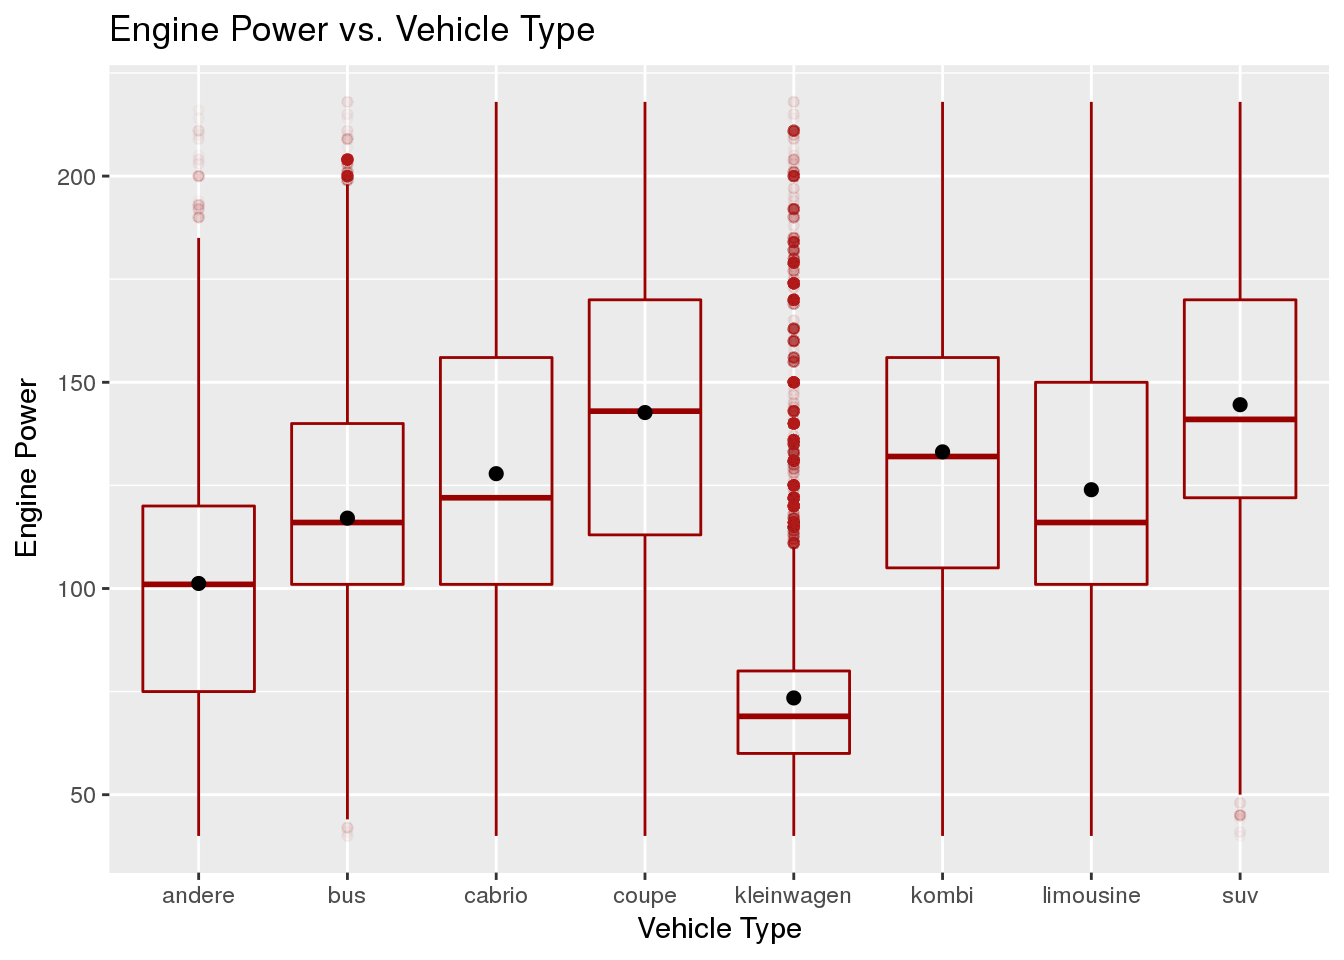 Engine Power vs. Vehicle Type
Engine Power
200
150
100
50
andere bus cabrio coupe kleinwagen kombi limousine suv
Vehicle Type